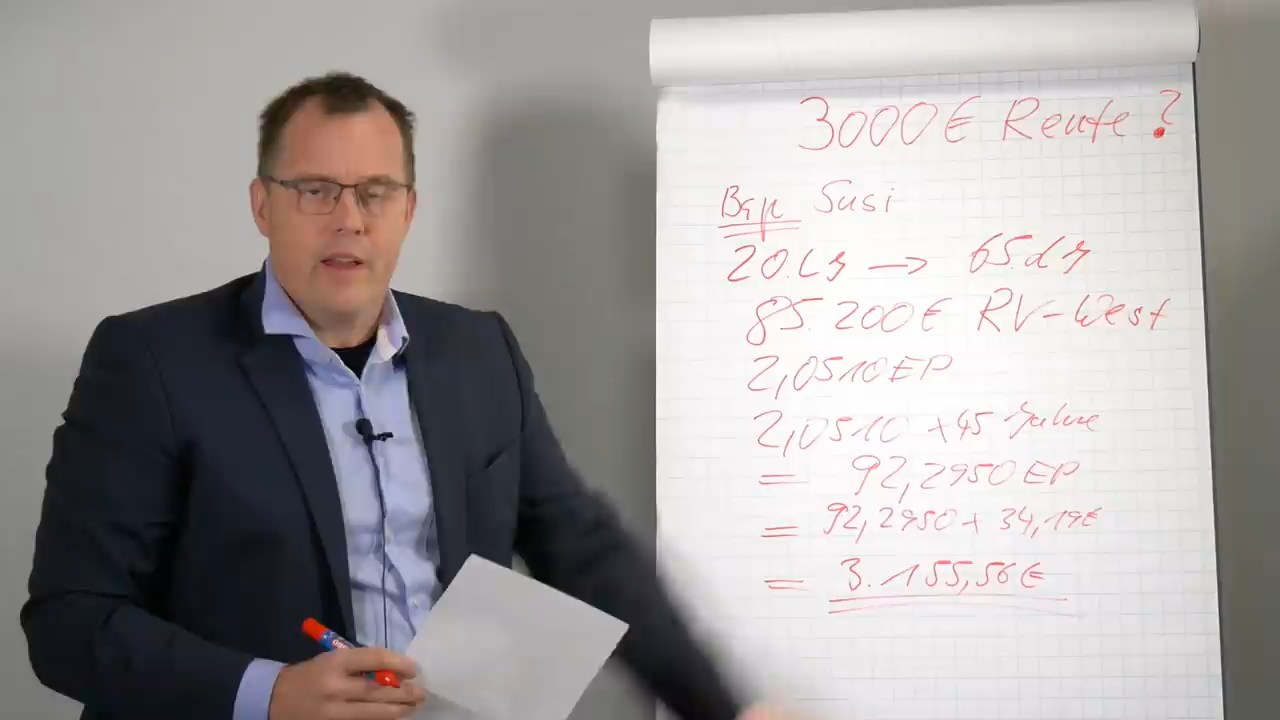 3000€ Rente?
Bsp Susi
20. LJ → 65. LJ
85.200€ RV-West
2,0510 EP
2,0510 x 45 Jahre
= 92,2950 EP
= 92,2950 x 34,19€
= 3.155,56€